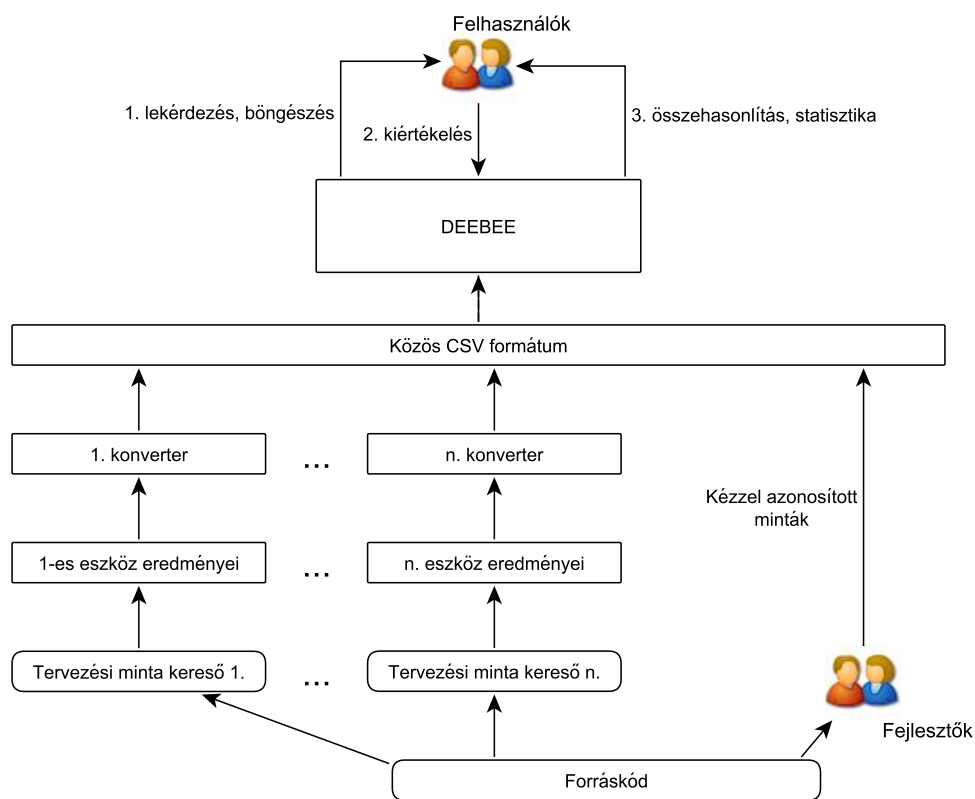 Felhasználók
1. lekérdezés, böngészés
2. kiértékelés
3. összehasonlítás, statisztika
DEEBEE
Közös CSV formátum
1. konverter
...
n. konverter
Kézzel azonosított
minták
1-es eszköz eredményei
...
n. eszköz eredményei
Tervezési minta kereső 1.
...
Tervezési minta kereső n.
Fejlesztők
Forráskód